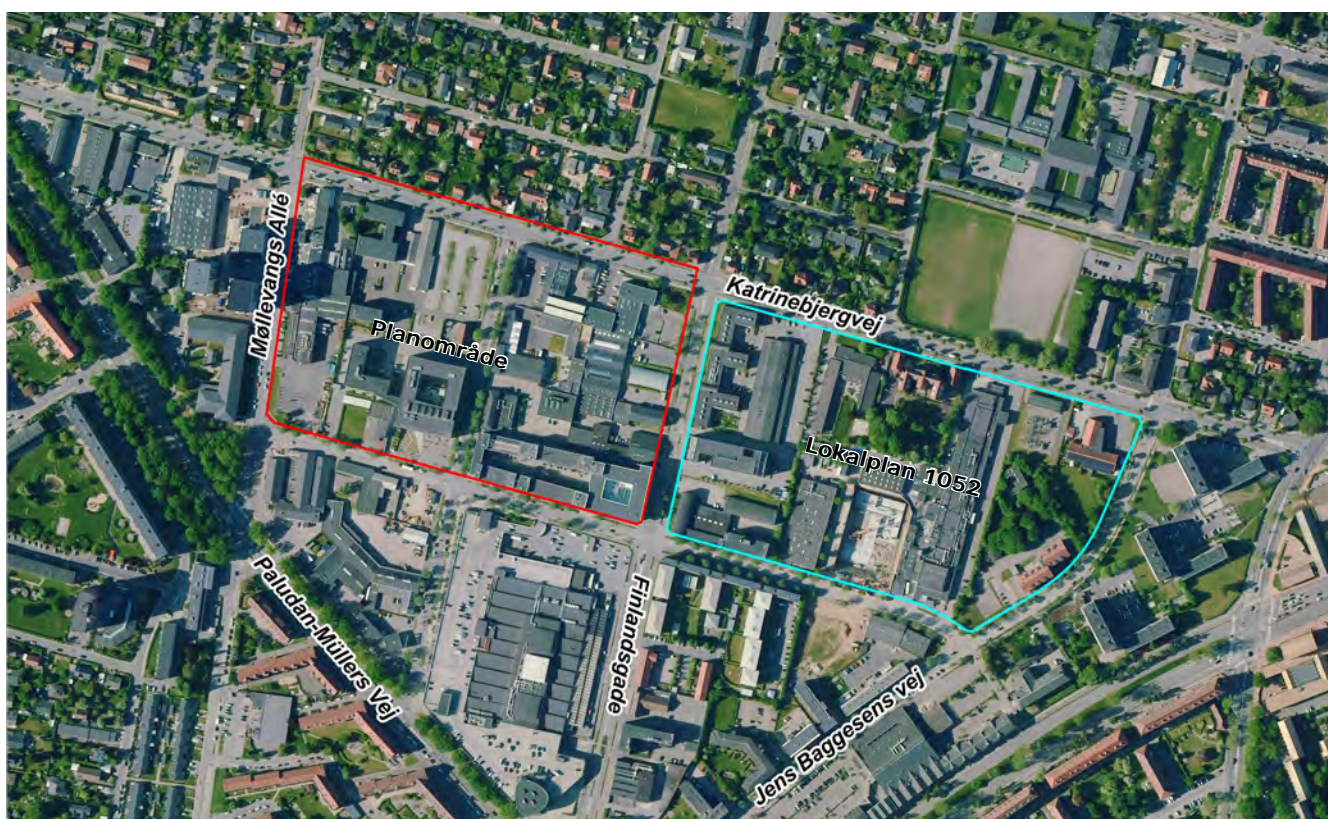 Møllevangs Allé
Planområde
Katrinebjergvej
Lokalplan 1052
Paludan-Müllers Vej
Finlandsgade
Jens Baggesens vej